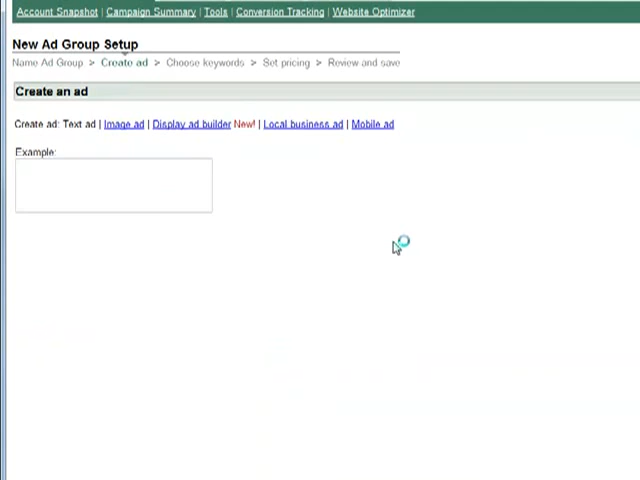 Account Snapshot | Campaign Summary | Tools | Conversion Tracking | Website Optimizer
New Ad Group Setup
Name Ad Group > Create ad > Choose keywords > Set pricing > Review and save
Create an ad
Create ad: Text ad | Image ad | Display ad builder New! | Local business ad | Mobile ad
Example: